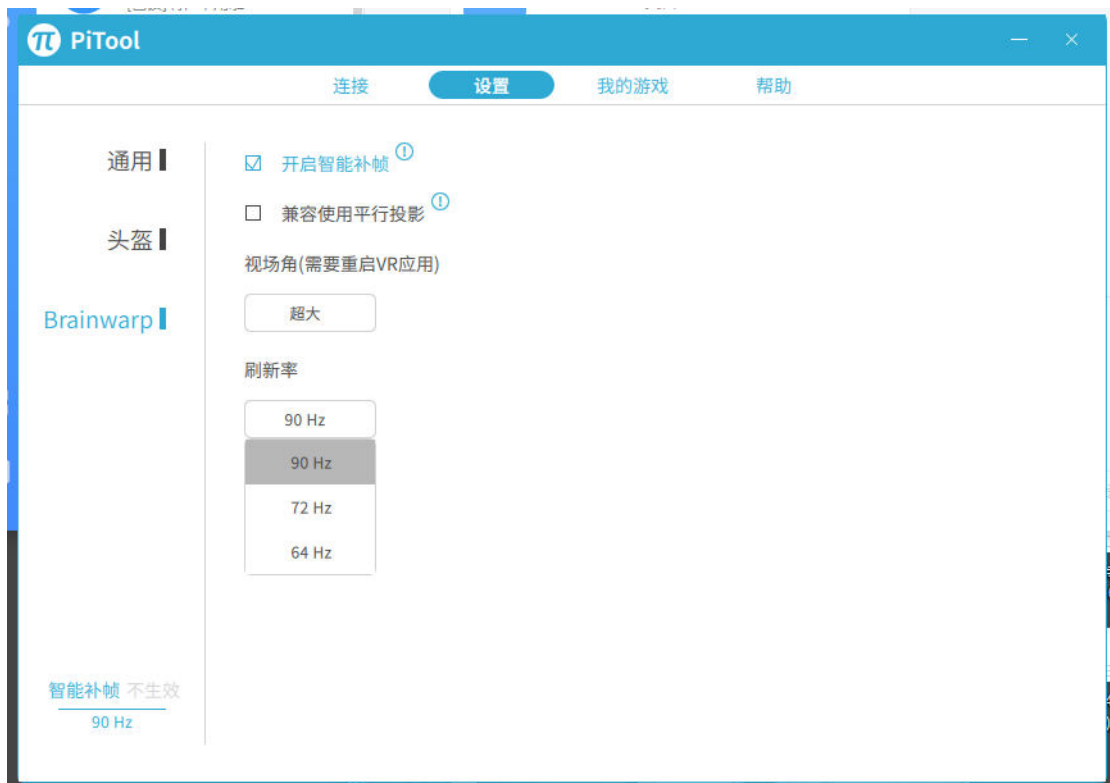 PiTool
连接 设置 我的游戏 帮助
通用
头盔
Brainwarp
开启智能补帧
兼容使用平行投影
视场角(需要重启VR应用)
超大
刷新率
90 Hz
90 Hz
72 Hz
64 Hz
智能补帧 不生效
90 Hz